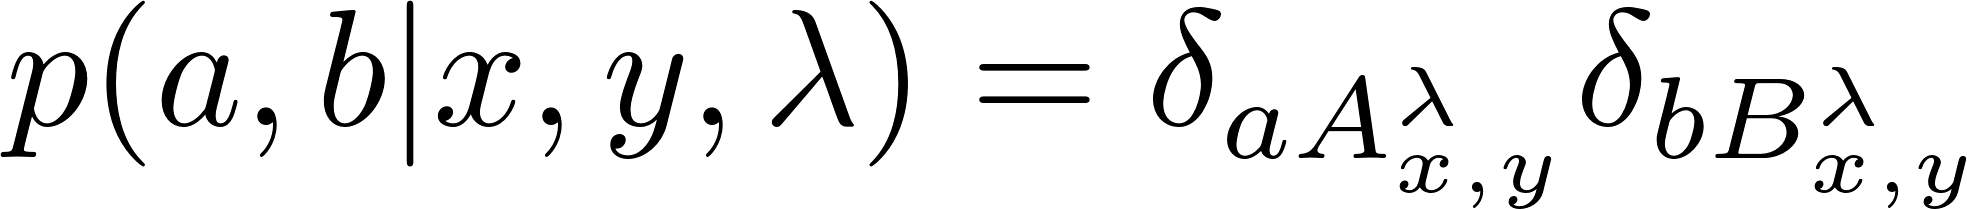 p(a, b|x, y, λ) = δ_{aA^λ_{x,y}} δ_{bB^λ_{x,y}}